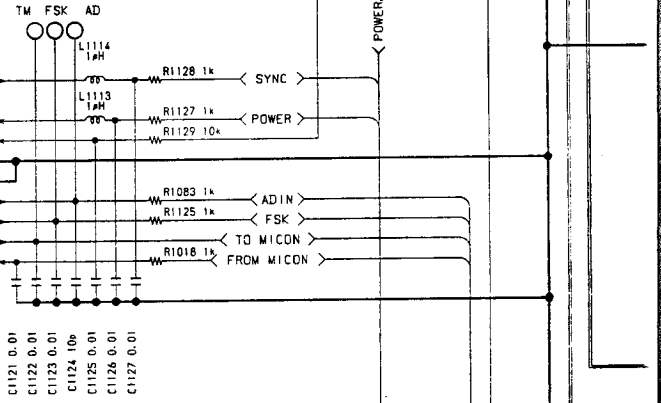 TM FSK AD
POWER
L1114
1μH
R1128 1k
SYNC
L1113
1μH
R1127 1k
POWER
R1129 10k
R1083 1k
ADIN
R1125 1k
FSK
TO MICON
R1018 1k
FROM MICON
C1121 0.01
C1122 0.01
C1123 0.01
C1124 10p
C1125 0.01
C1126 0.01
C1127 0.01